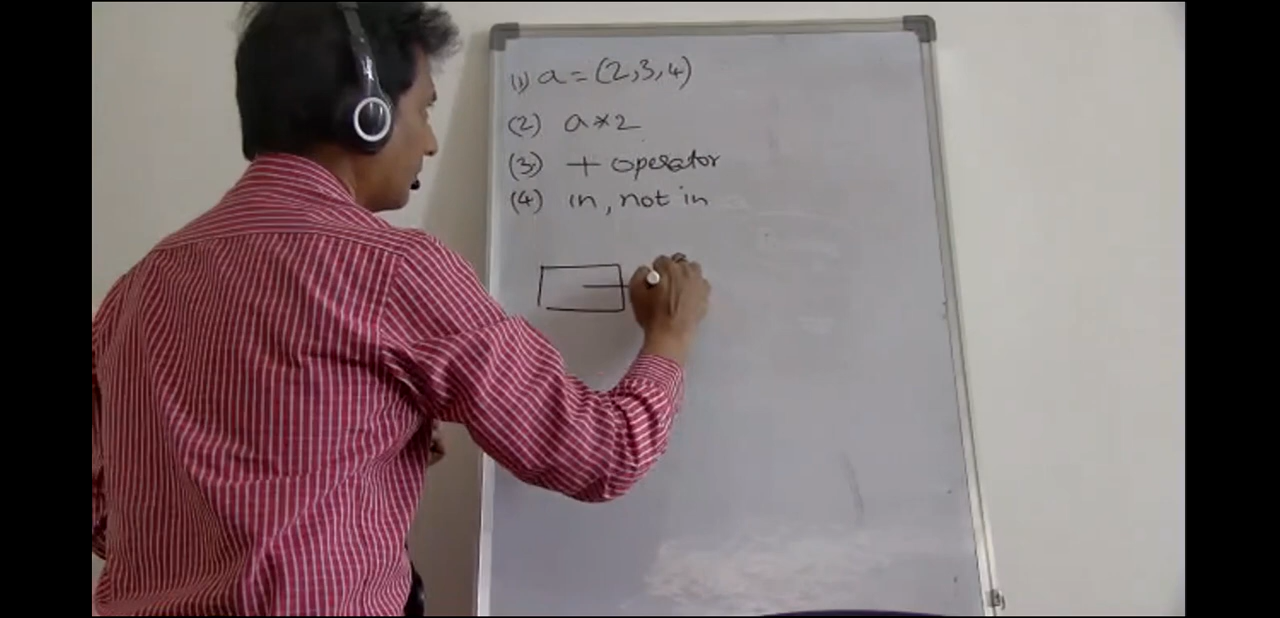 (1) a = (2,3,4)
(2) a*2
(3) + operator
(4) in, not in